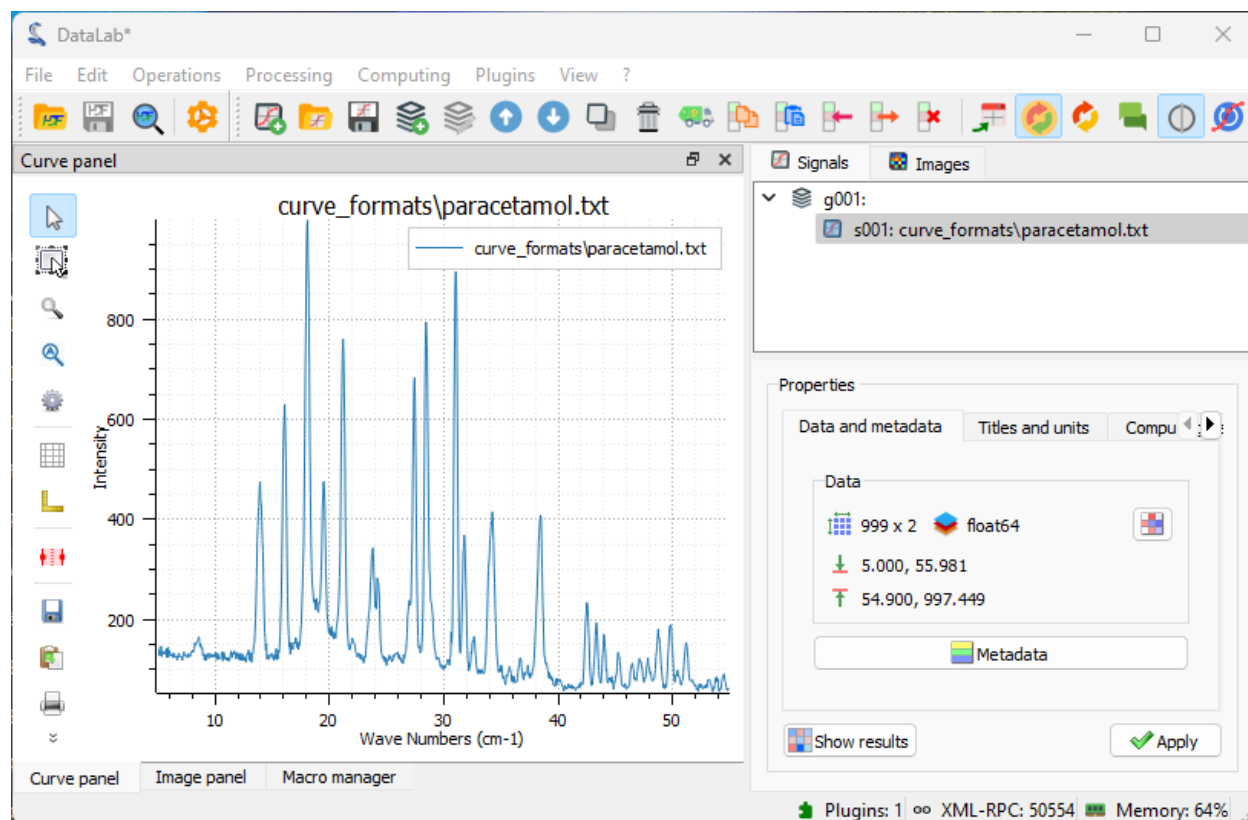 DataLab*
File Edit Operations Processing Computing Plugins View ?
Curve panel
curve_formats\paracetamol.txt
curve_formats\paracetamol.txt
800
600
400
200
Intensity
10 20 30 40 50
Wave Numbers (cm-1)
Curve panel Image panel Macro manager
Signals Images
g001:
s001: curve_formats\paracetamol.txt
Properties
Data and metadata Titles and units Compu
Data
999 x 2 float64
5.000, 55.981
54.900, 997.449
Metadata
Show results Apply
Plugins: 1 XML-RPC: 50554 Memory: 64%